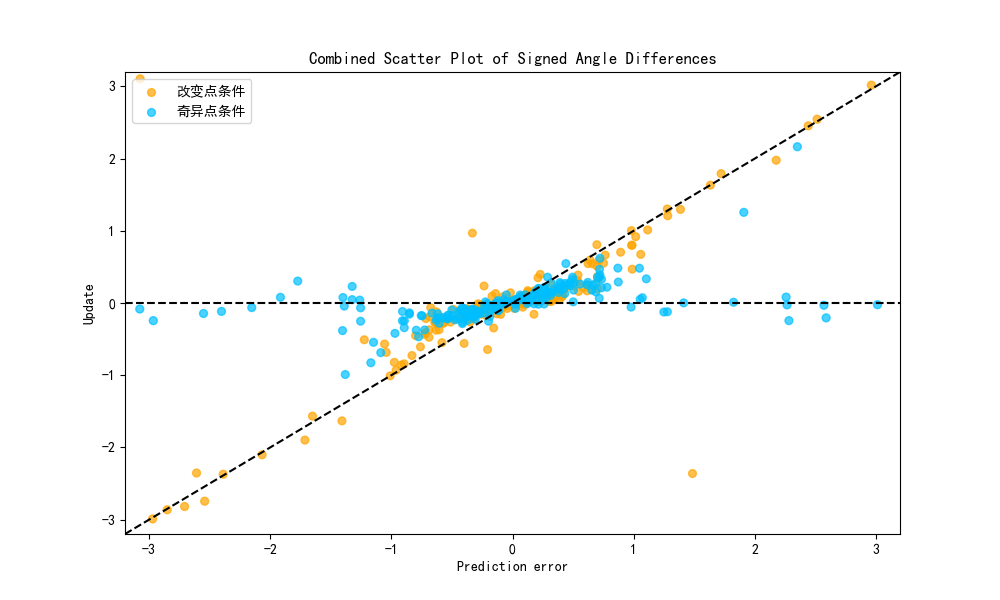 Combined Scatter Plot of Signed Angle Differences
改变点条件
奇异点条件
3
2
1
0
−1
−2
−3
Update
−3 −2 −1 0 1 2 3
Prediction error